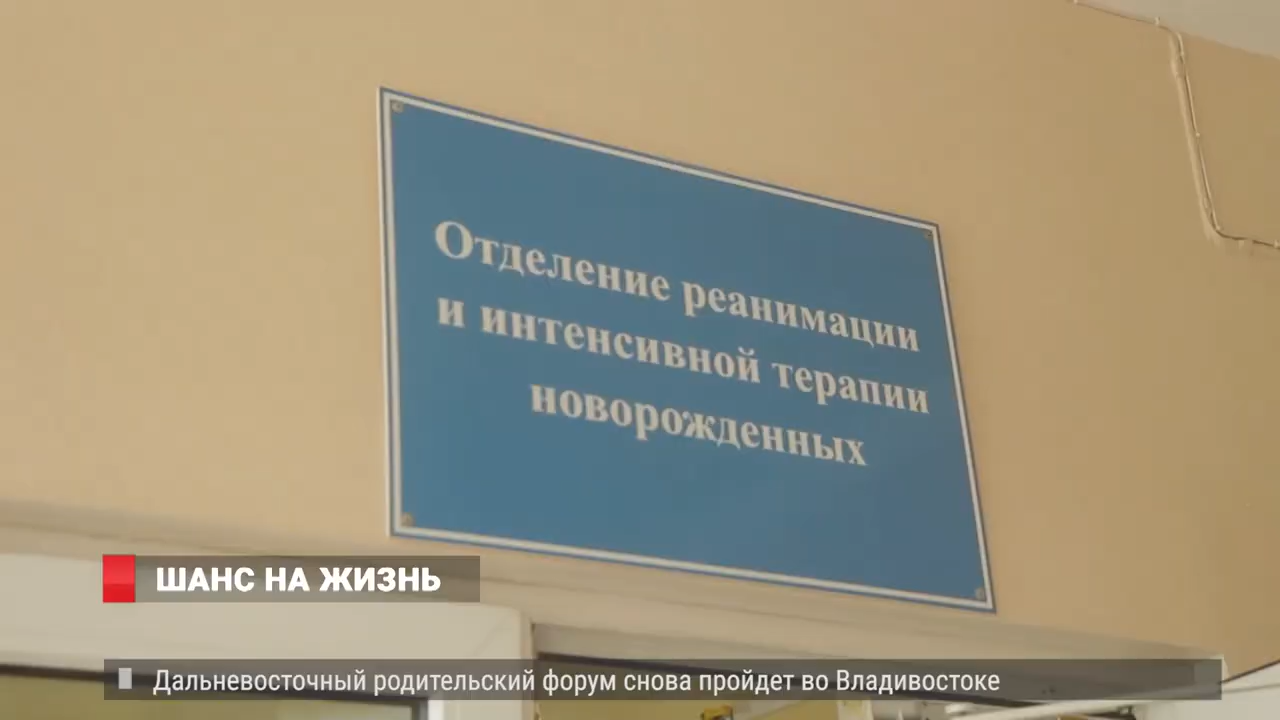 Отделение реанимации
и интенсивной терапии
новорожденных
ШАНС НА ЖИЗНЬ
Дальневосточный родительский форум снова пройдет во Владивостоке